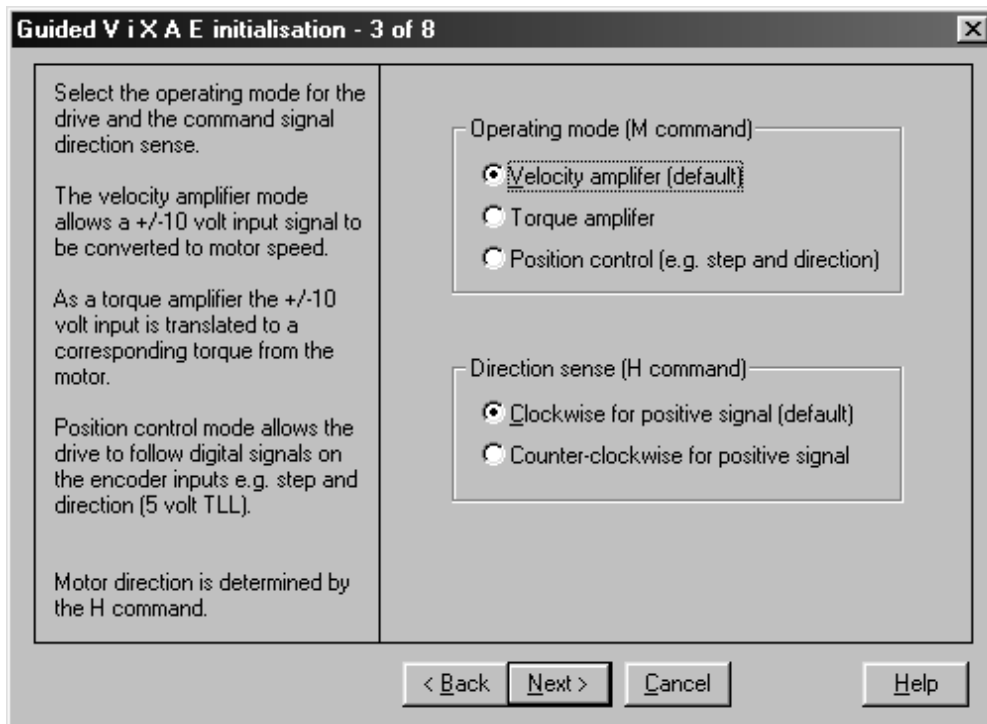 Guided V i X A E initialisation - 3 of 8
Select the operating mode for the
drive and the command signal
direction sense.
The velocity amplifier mode
allows a +/-10 volt input signal to
be converted to motor speed.
As a torque amplifier the +/-10
volt input is translated to a
corresponding torque from the
motor.
Position control mode allows the
drive to follow digital signals on
the encoder inputs e.g. step and
direction (5 volt TLL).
Motor direction is determined by
the H command.
Operating mode (M command)
Velocity amplifer (default)
Torque amplifer
Position control (e.g. step and direction)
Direction sense (H command)
Clockwise for positive signal (default)
Counter-clockwise for positive signal
< Back
Next >
Cancel
Help